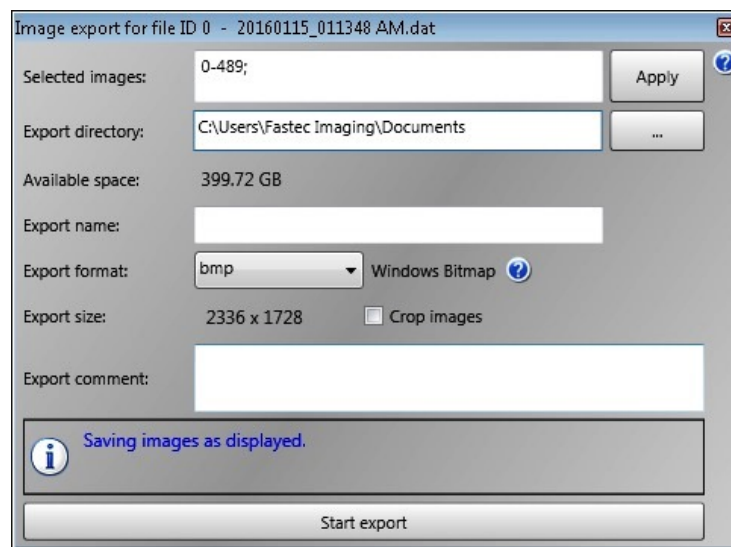 Image export for file ID 0 - 20160115_011348 AM.dat
Selected images: 0-489; Apply
Export directory: C:\Users\Fastec Imaging\Documents ...
Available space: 399.72 GB
Export name:
Export format: bmp Windows Bitmap ?
Export size: 2336 x 1728 Crop images
Export comment:
Saving images as displayed.
Start export